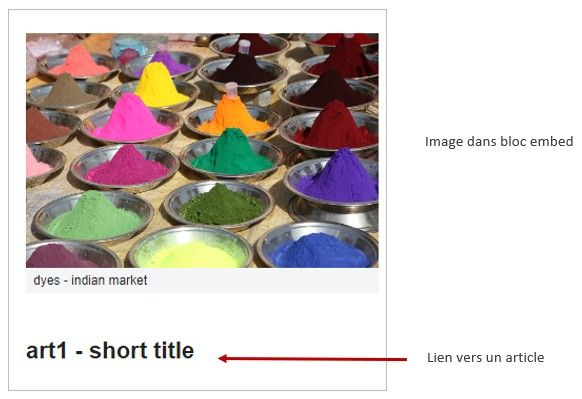 Image dans bloc embed
dyes - indian market
art1 - short title
Lien vers un article